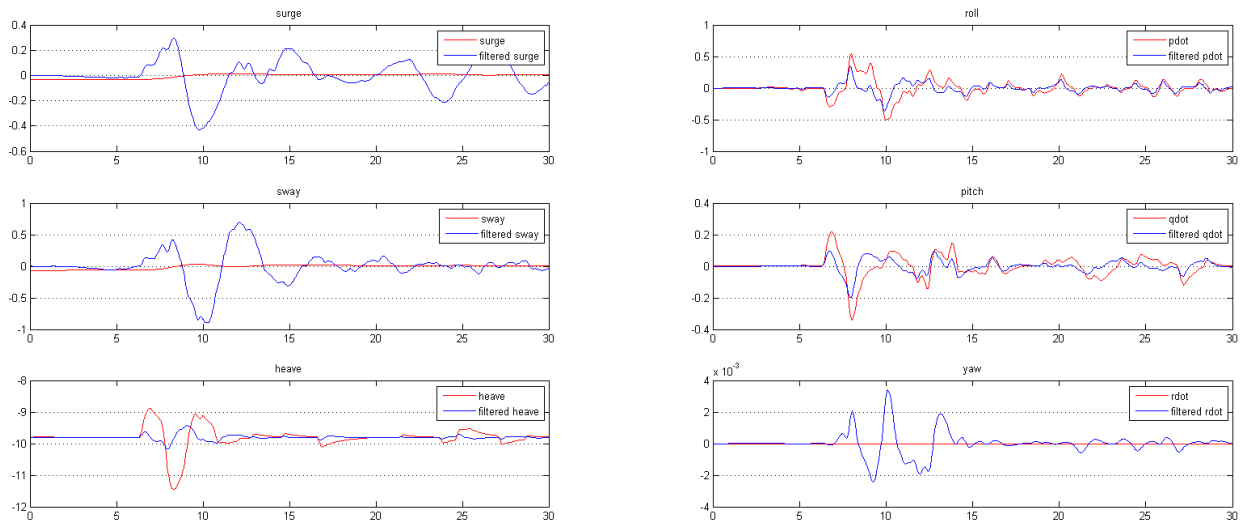 surge
0.4
0.2
0
-0.2
-0.4
0.6
0 5 10 15 20 25 30
surge
filtered surge
roll
1
0.5
0
-0.5
-1
0 5 10 15 20 25 30
pdot
filtered pdot
sway
1
0.5
0
-0.5
-1
0 5 10 15 20 25 30
sway
filtered sway
pitch
0.4
0.2
0
-0.2
-0.4
0 5 10 15 20 25 30
qdot
filtered qdot
heave
-8
-9
-10
-11
-12
0 5 10 15 20 25 30
heave
filtered heave
yaw
x 10⁻³
4
2
0
-2
-4
0 5 10 15 20 25 30
rdot
filtered rdot